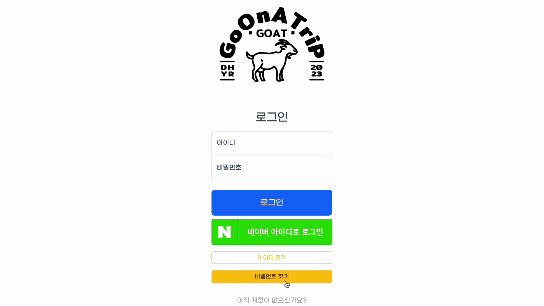 GoOnATrip
GOAT
DH 20
YR 23
로그인
아이디
비밀번호
로그인
N 네이버 아이디로 로그인
아이디 찾기
비밀번호 찾기
아직 계정이 없으신가요?